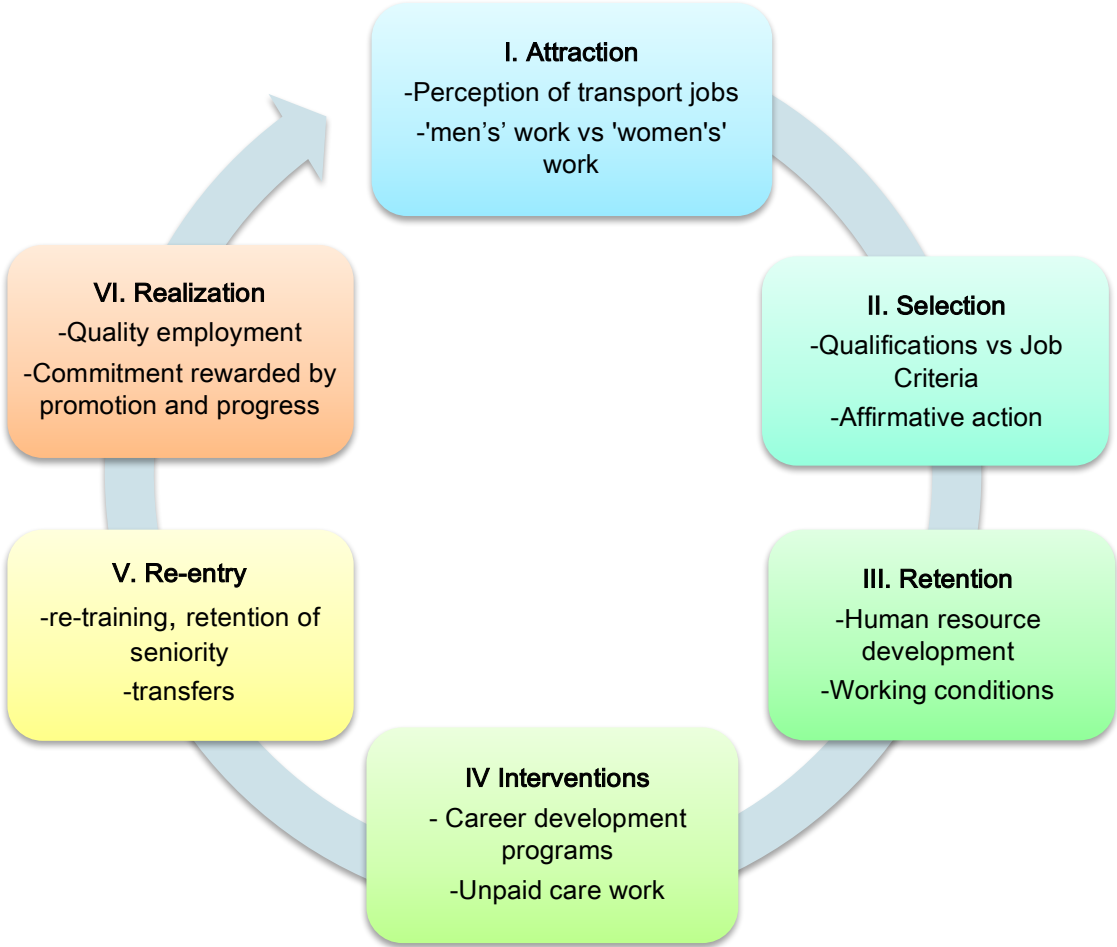 I. Attraction
-Perception of transport jobs
-'men’s’ work vs 'women's'
work
II. Selection
-Qualifications vs Job
Criteria
-Affirmative action
III. Retention
-Human resource
development
-Working conditions
IV Interventions
- Career development
programs
-Unpaid care work
V. Re-entry
-re-training, retention of
seniority
-transfers
VI. Realization
-Quality employment
-Commitment rewarded by
promotion and progress